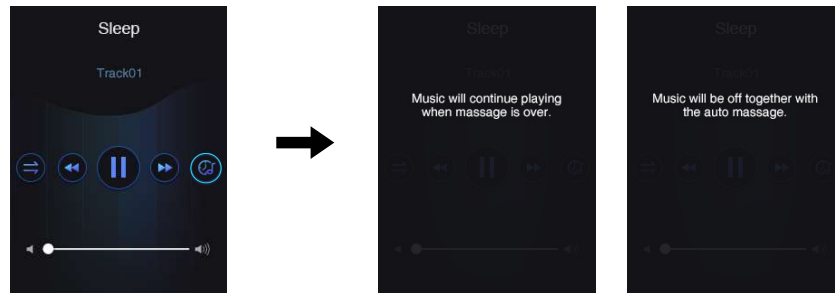 Sleep
Track01
Sleep
Track01
Music will continue playing
when massage is over.
Sleep
Track01
Music will be off together with
the auto massage.